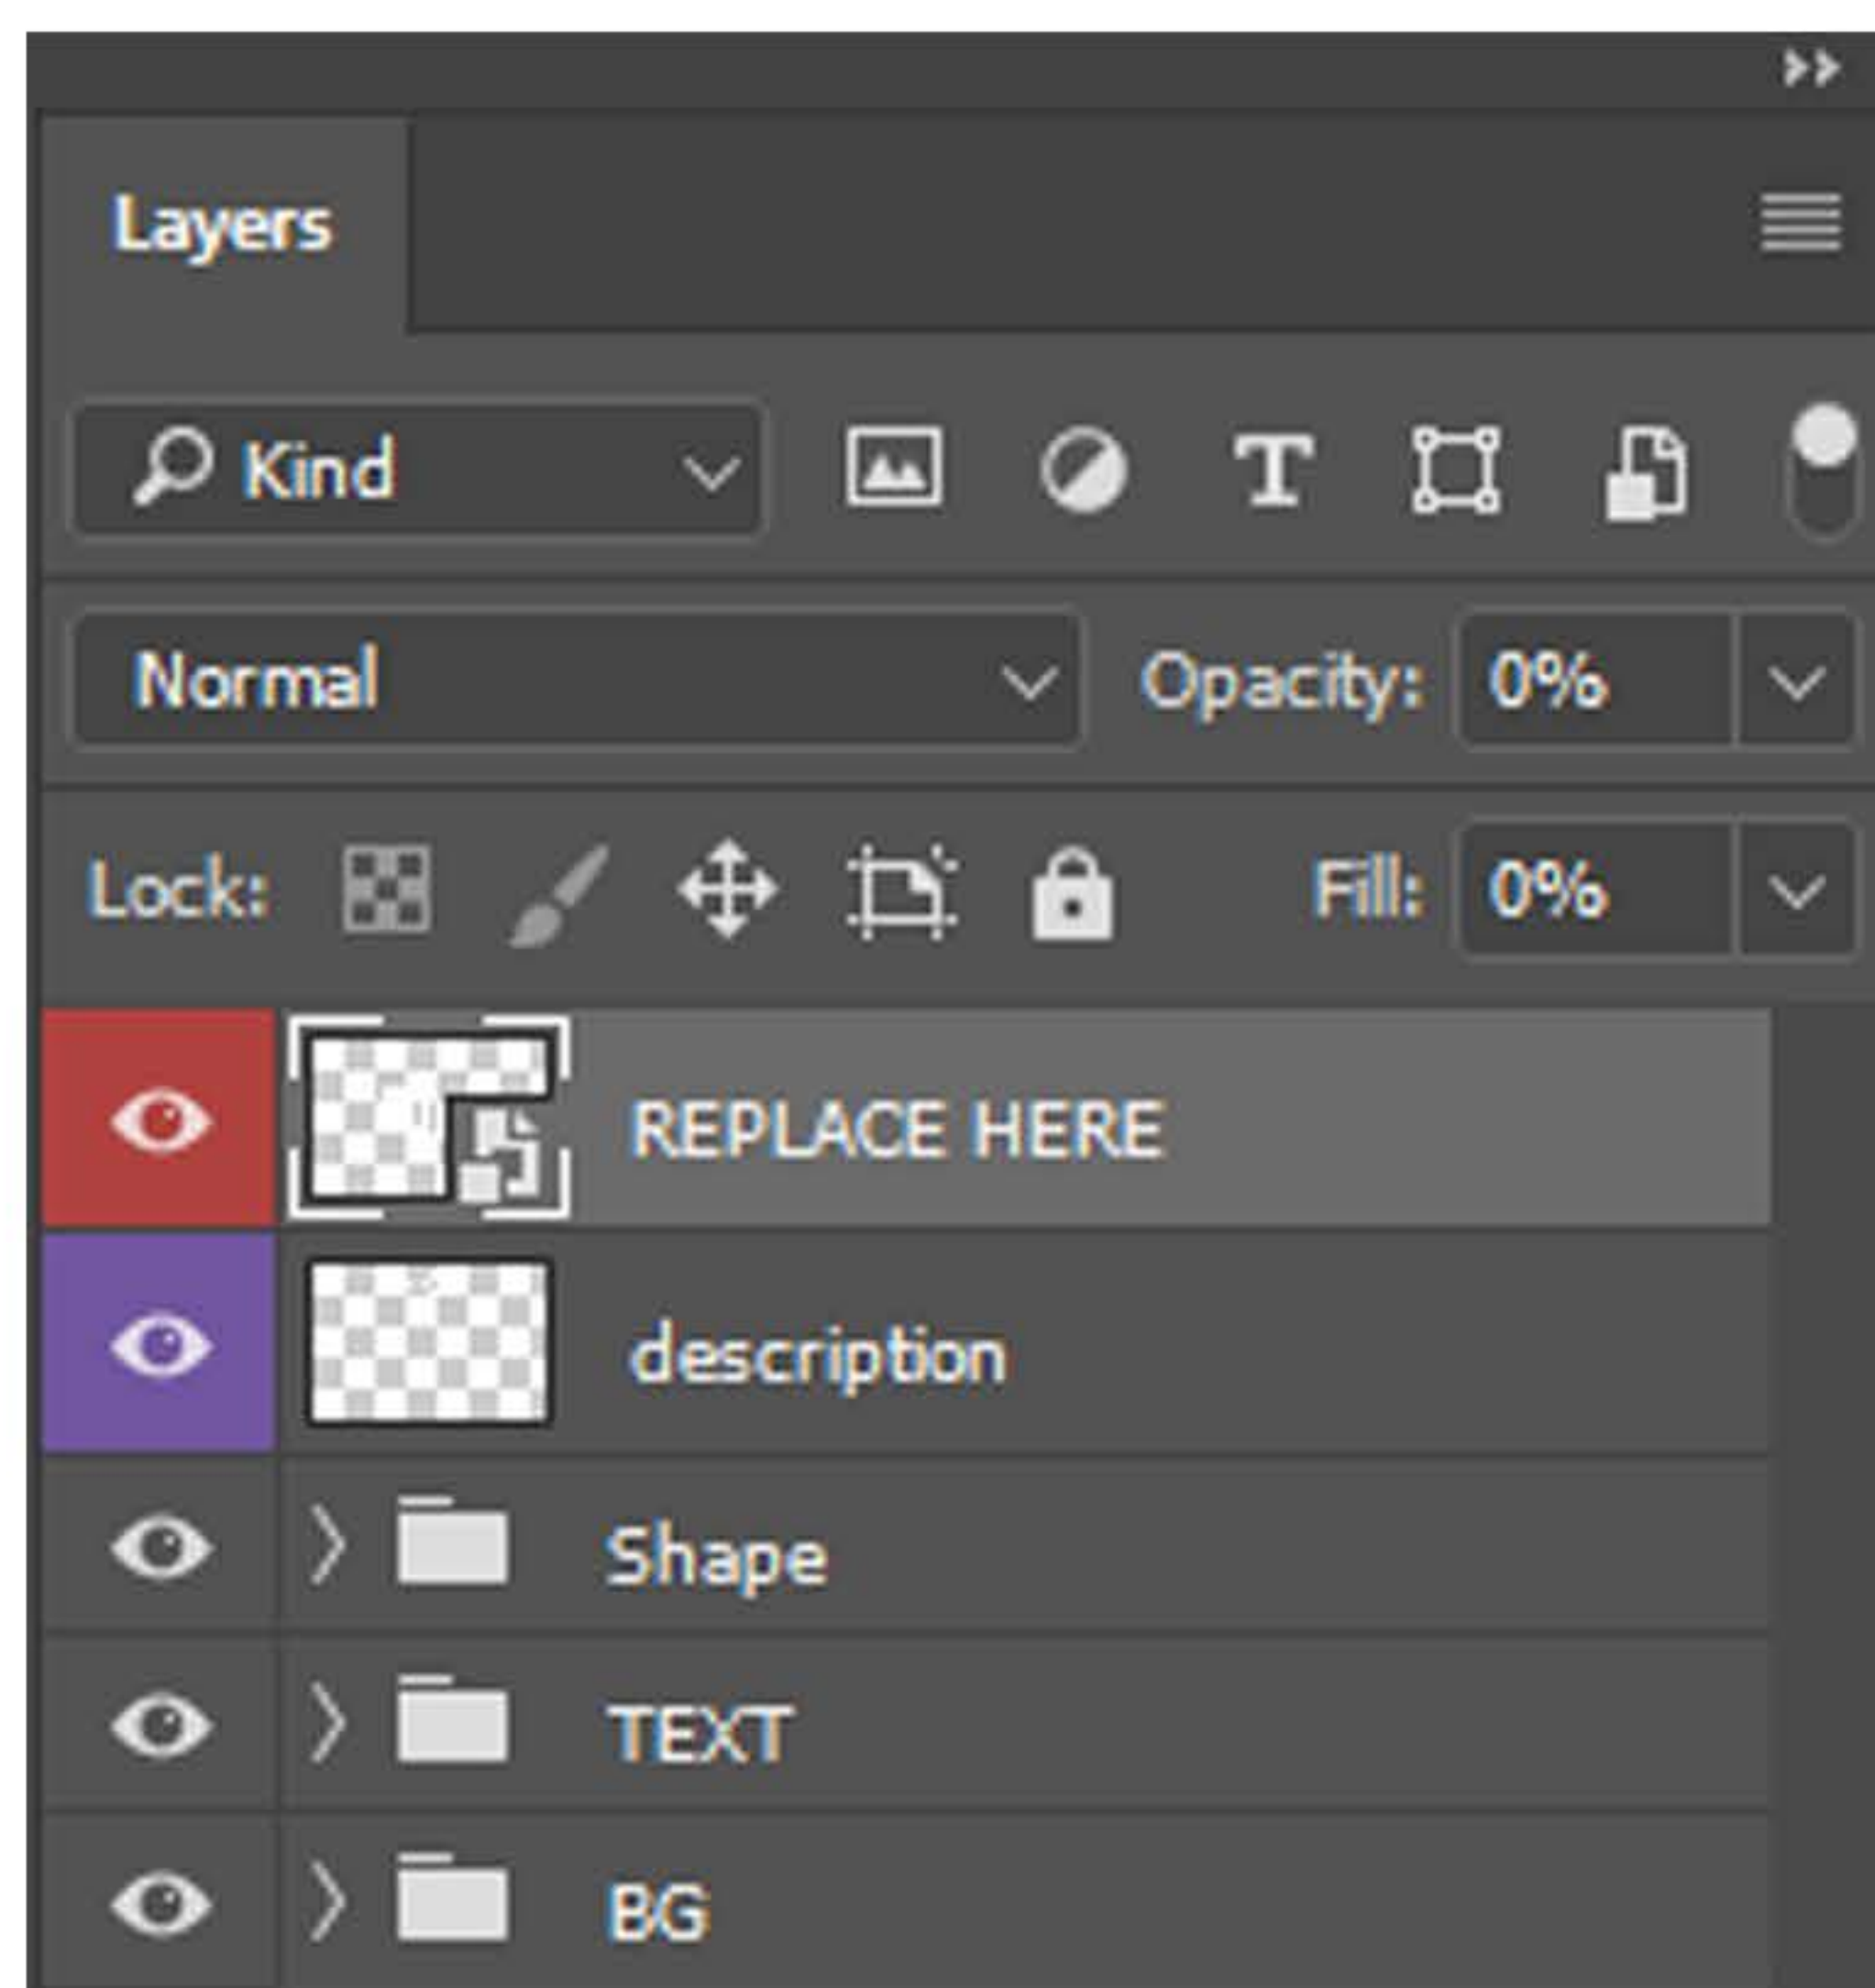 Layers
Kind
Normal Opacity: 0%
Lock: Fill: 0%
REPLACE HERE
description
Shape
TEXT
BG